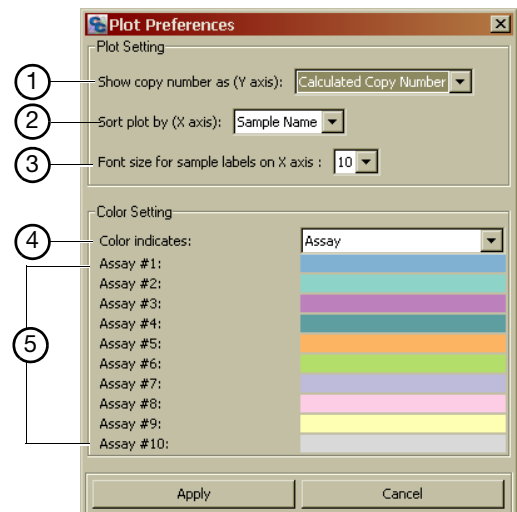 Plot Preferences
Plot Setting
1 Show copy number as (Y axis): Calculated Copy Number
2 Sort plot by (X axis): Sample Name
3 Font size for sample labels on X axis : 10
Color Setting
4 Color indicates: Assay
Assay #1:
Assay #2:
Assay #3:
Assay #4:
5 Assay #5:
Assay #6:
Assay #7:
Assay #8:
Assay #9:
Assay #10:
Apply Cancel